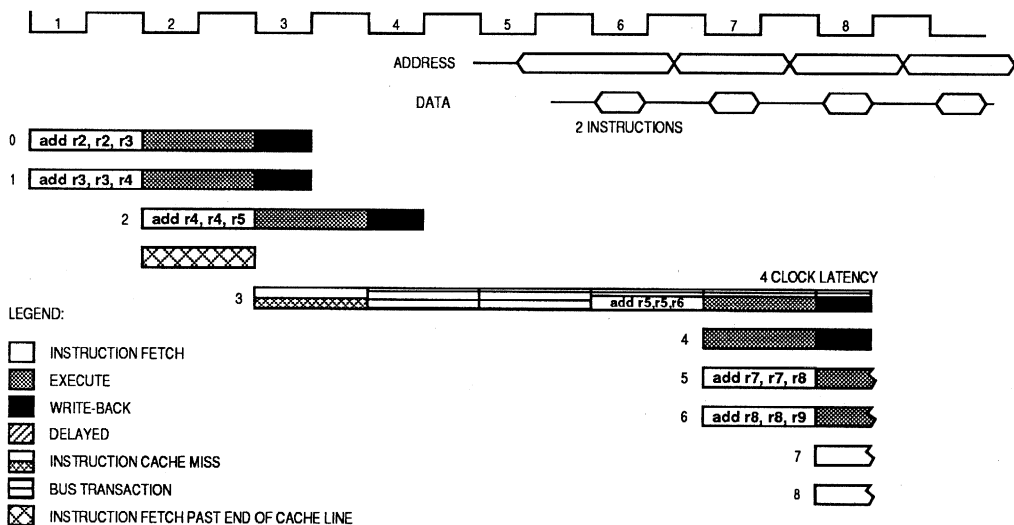 1 2 3 4 5 6 7 8
ADDRESS
DATA
2 INSTRUCTIONS
0 add r2, r2, r3
1 add r3, r3, r4
2 add r4, r4, r5
4 CLOCK LATENCY
3 add r5,r5,r6
LEGEND:
4
INSTRUCTION FETCH
EXECUTE
5 add r7, r7, r8
WRITE-BACK
6 add r8, r8, r9
DELAYED
7
INSTRUCTION CACHE MISS
BUS TRANSACTION
8
INSTRUCTION FETCH PAST END OF CACHE LINE